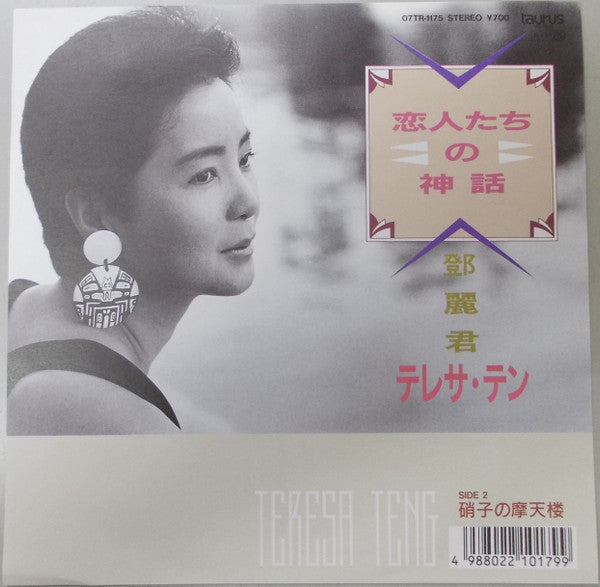 07TR-1175 STEREO ¥700 taurus
恋人たち
の
神話
鄧麗君
テレサ・テン
TERESA TENG
SIDE 2
硝子の摩天楼
4 988022 101799